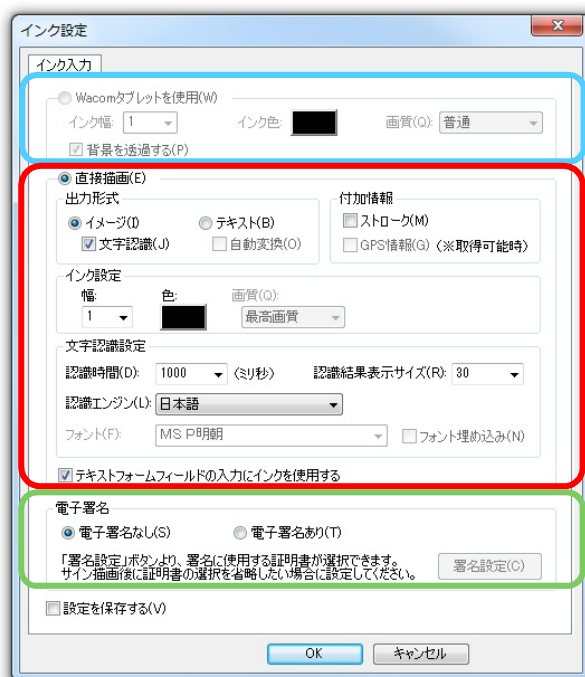 インク設定
インク入力
Wacomタブレットを使用(W)
インク幅: 1 インク色: 画質(Q): 普通
背景を透過する(P)
直接描画(E)
出力形式 付加情報
イメージ(I) テキスト(B) ストローク(M)
文字認識(J) 自動変換(O) GPS情報(G) (※取得可能時)
インク設定
幅: 色: 画質(Q):
1 最高画質
文字認識設定
認識時間(D): 1000 (ミリ秒) 認識結果表示サイズ(R): 30
認識エンジン(L): 日本語
フォント(F): MS P明朝 フォント埋め込み(N)
テキストフォームフィールドの入力にインクを使用する
電子署名
電子署名なし(S) 電子署名あり(T)
「署名設定」ボタンより、署名に使用する証明書が選択できます。
サイン描画後に証明書の選択を省略したい場合に設定してください。 署名設定(C)
設定を保存する(V)
OK キャンセル